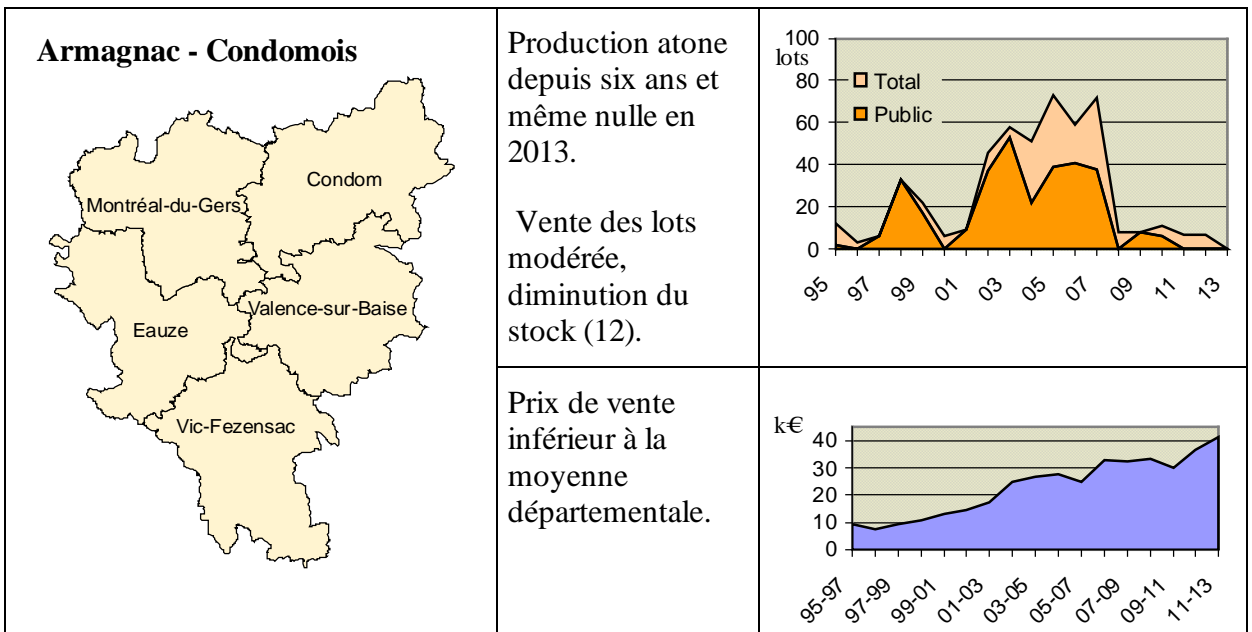 Armagnac - Condomois
Condom
Montréal-du-Gers
Valence-sur-Baise
Eauze
Vic-Fezensac
Production atone
depuis six ans et
même nulle en
2013.
Vente des lots
modérée,
diminution du
stock (12).
100
lots
80
60
40
20
0
Total
Public
95
97
99
01
03
05
07
09
11
13
Prix de vente
inférieur à la
moyenne
départementale.
k€
40
30
20
10
0
95-97
97-99
99-01
01-03
03-05
05-07
07-09
09-11
11-13